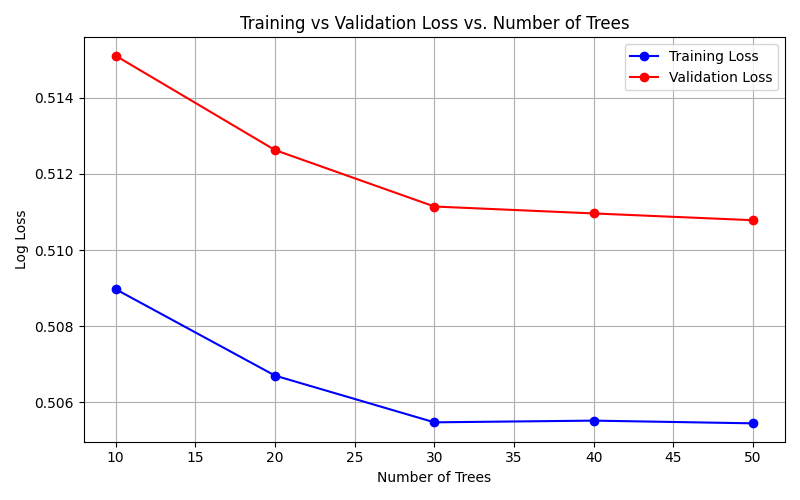 Training vs Validation Loss vs. Number of Trees
Training Loss
Validation Loss
Log Loss
0.514
0.512
0.510
0.508
0.506
10 15 20 25 30 35 40 45 50
Number of Trees